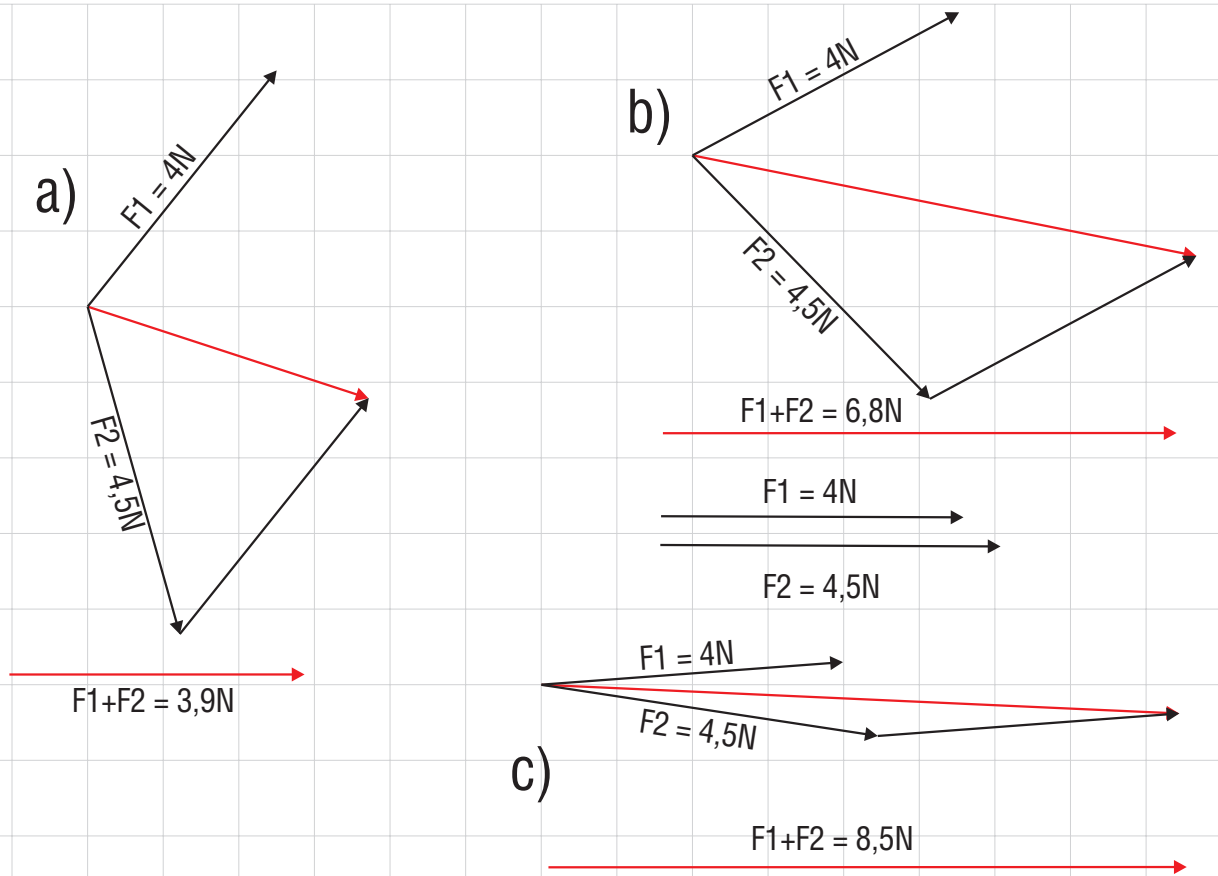 a)
F1 = 4N
F2 = 4,5N
F1+F2 = 3,9N
b)
F1 = 4N
F2 = 4,5N
F1+F2 = 6,8N
F1 = 4N
F2 = 4,5N
c)
F1 = 4N
F2 = 4,5N
F1+F2 = 8,5N